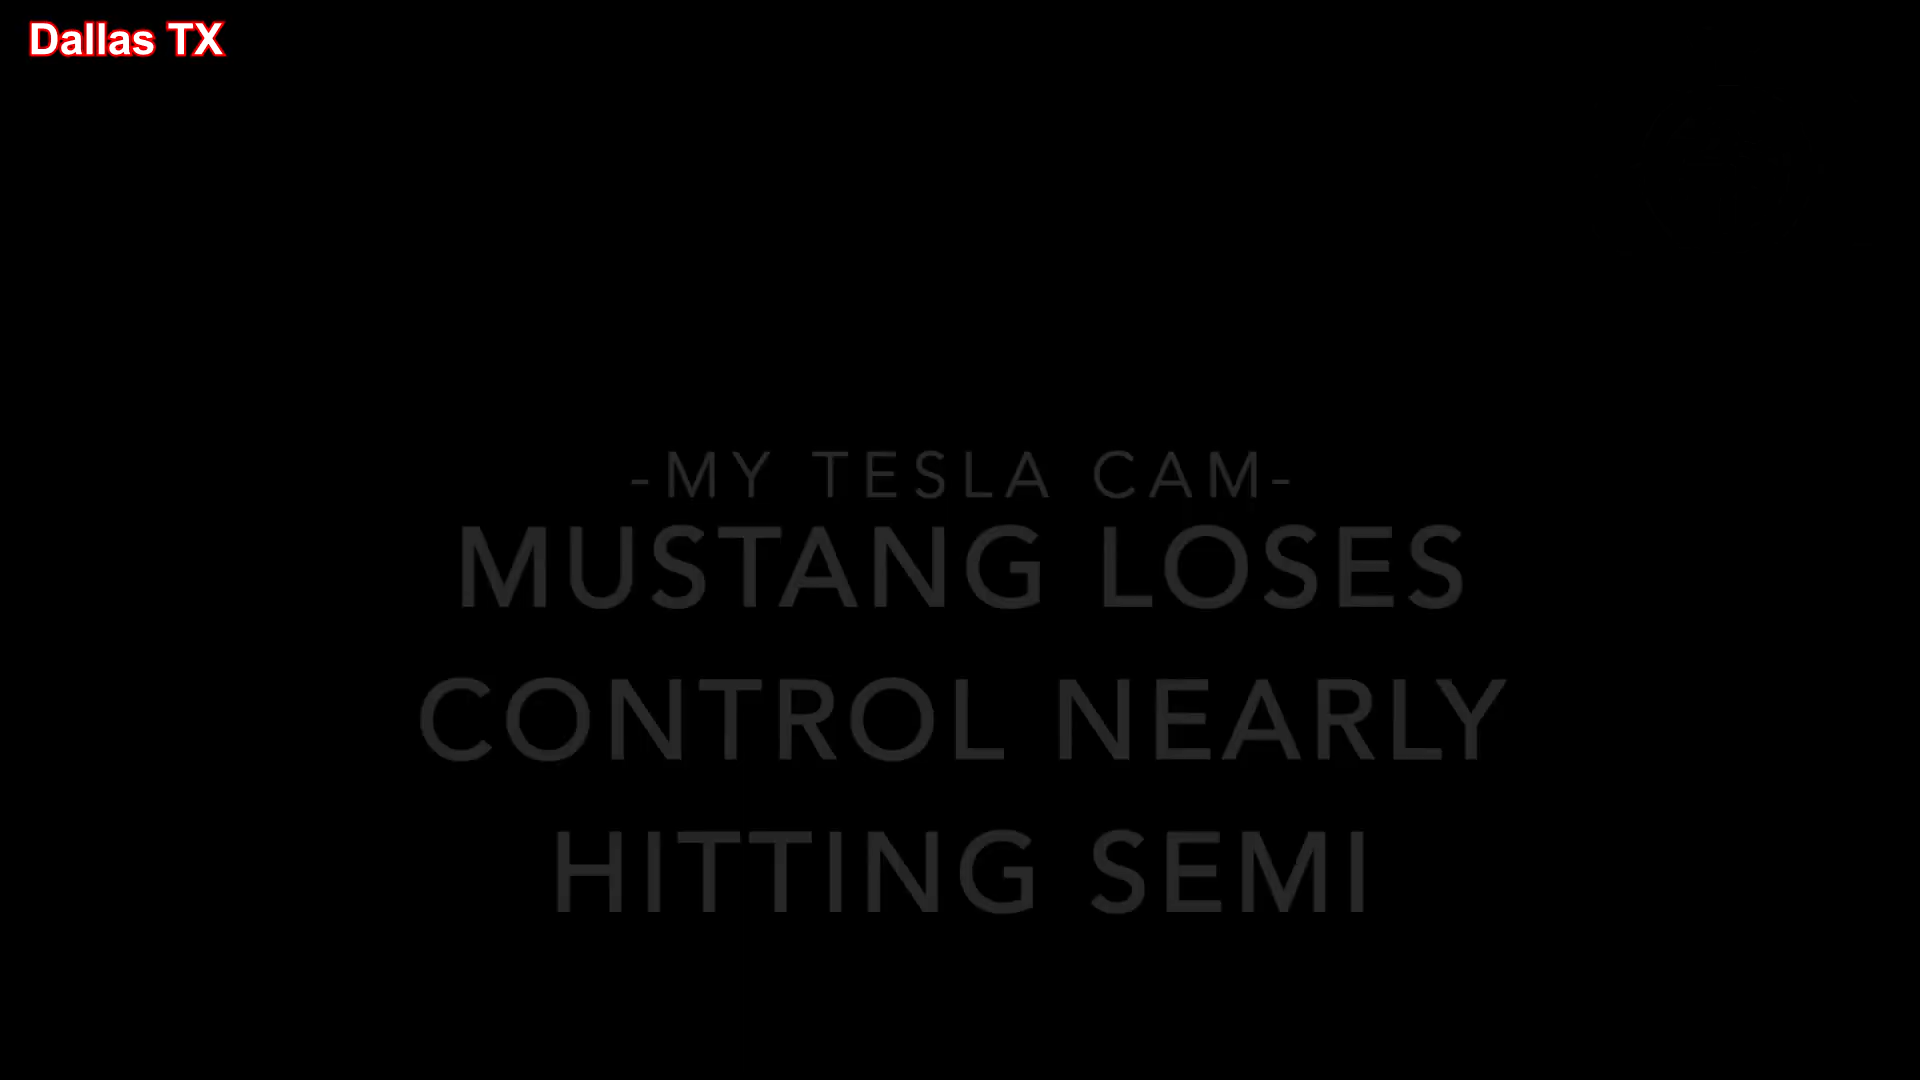 Dallas TX
-MY TESLA CAM-
MUSTANG LOSES
CONTROL NEARLY
HITTING SEMI